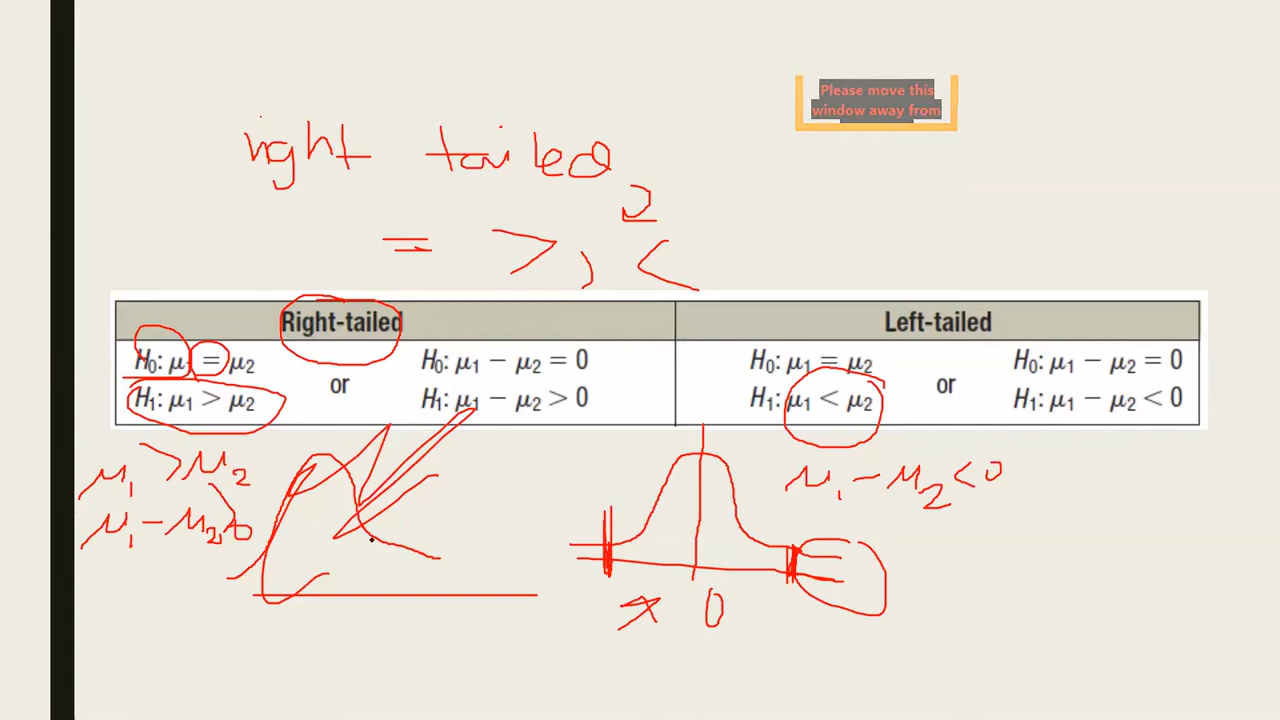 Please move this
window away from
right tailed
2
= >, <
Right-tailed Left-tailed
H₀: μ₁ = μ₂ or H₀: μ₁ − μ₂ = 0 H₀: μ₁ = μ₂ or H₀: μ₁ − μ₂ = 0
H₁: μ₁ > μ₂ H₁: μ₁ − μ₂ > 0 H₁: μ₁ < μ₂ H₁: μ₁ − μ₂ < 0
μ₁ > μ₂
μ₁ − μ₂ > 0
μ₁ − μ₂ < 0
0